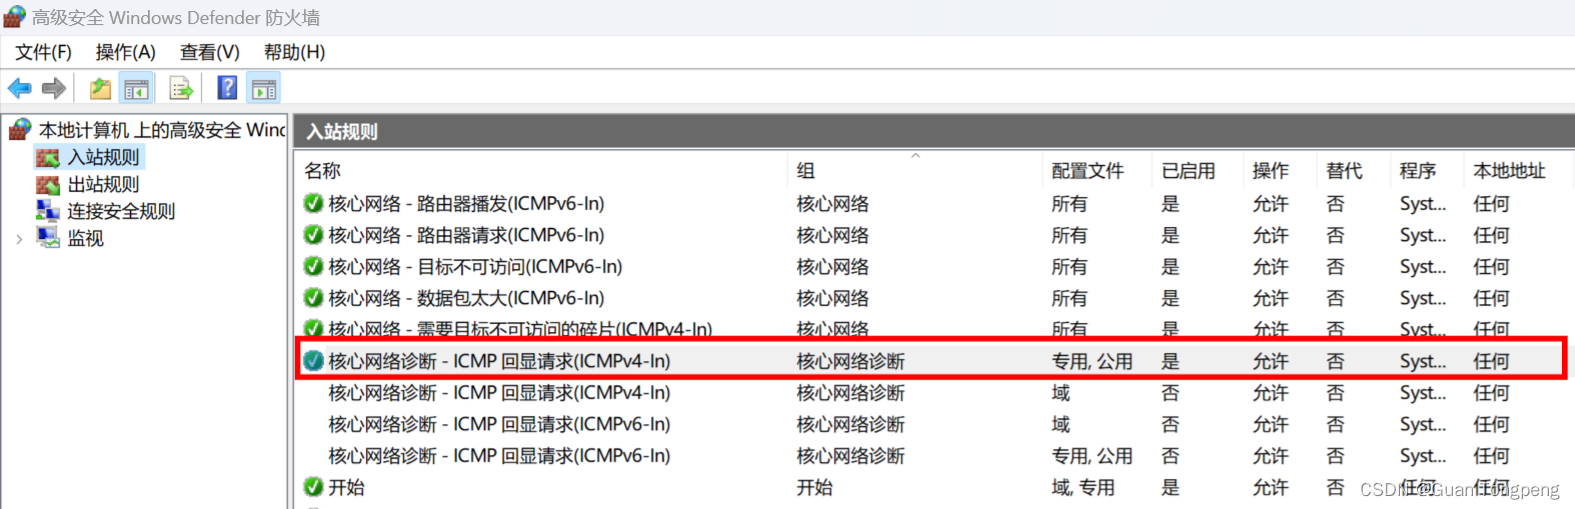 高级安全 Windows Defender 防火墙
文件(F) 操作(A) 查看(V) 帮助(H)
本地计算机 上的高级安全 Wind
入站规则
出站规则
连接安全规则
监视
入站规则
名称 组 配置文件 已启用 操作 替代 程序 本地地址
核心网络 - 路由器播发(ICMPv6-In) 核心网络 所有 是 允许 否 Syst... 任何
核心网络 - 路由器请求(ICMPv6-In) 核心网络 所有 是 允许 否 Syst... 任何
核心网络 - 目标不可访问(ICMPv6-In) 核心网络 所有 是 允许 否 Syst... 任何
核心网络 - 数据包太大(ICMPv6-In) 核心网络 所有 是 允许 否 Syst... 任何
核心网络 - 需要目标不可访问的碎片(ICMPv4-In) 核心网络 所有 是 允许 否 Syst... 任何
核心网络诊断 - ICMP 回显请求(ICMPv4-In) 核心网络诊断 专用, 公用 是 允许 否 Syst... 任何
核心网络诊断 - ICMP 回显请求(ICMPv4-In) 核心网络诊断 域 否 允许 否 Syst... 任何
核心网络诊断 - ICMP 回显请求(ICMPv6-In) 核心网络诊断 域 否 允许 否 Syst... 任何
核心网络诊断 - ICMP 回显请求(ICMPv6-In) 核心网络诊断 专用, 公用 否 允许 否 Syst... 任何
开始 开始 域, 专用 是 允许 否 任何 任何
CSDN @GuanTongpeng